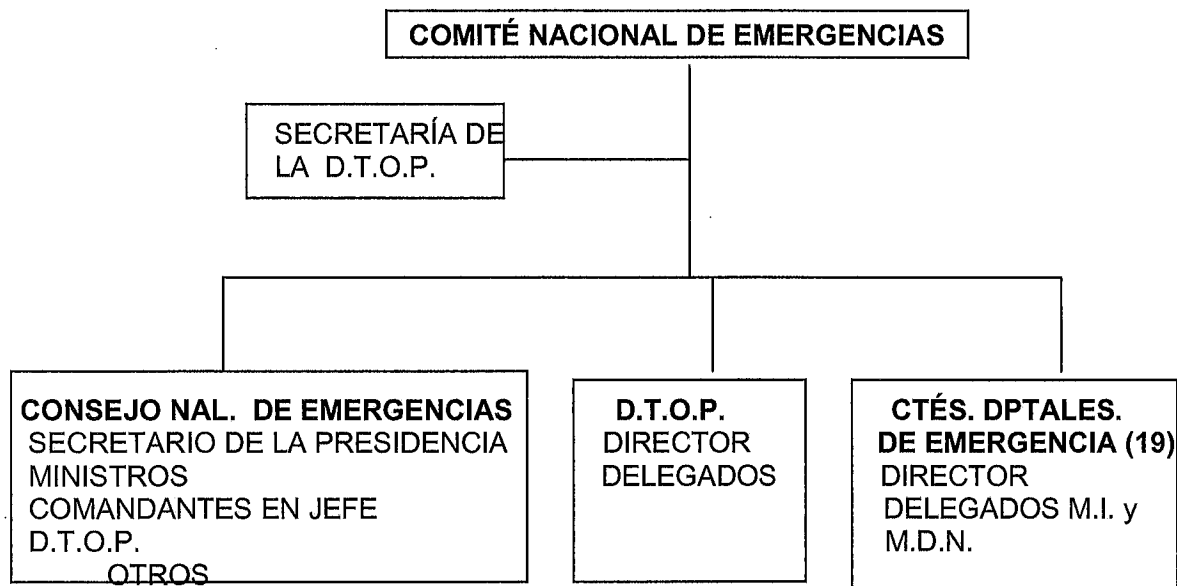 COMITÉ NACIONAL DE EMERGENCIAS
SECRETARÍA DE
LA D.T.O.P.
CONSEJO NAL. DE EMERGENCIAS
SECRETARIO DE LA PRESIDENCIA
MINISTROS
COMANDANTES EN JEFE
D.T.O.P.
OTROS
D.T.O.P.
DIRECTOR
DELEGADOS
CTÉS. DPTALES.
DE EMERGENCIA (19)
DIRECTOR
DELEGADOS M.I. y
M.D.N.